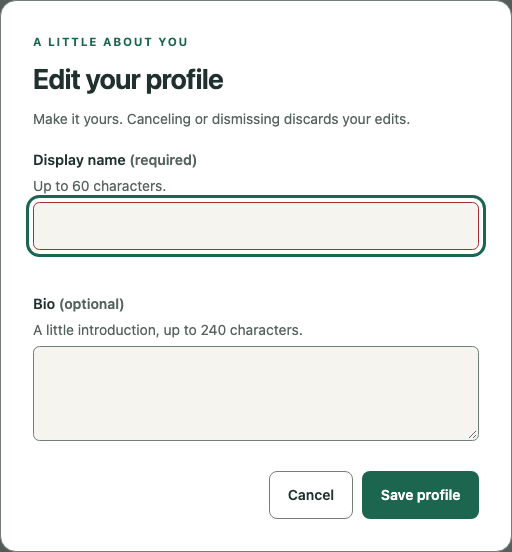 A LITTLE ABOUT YOU
Edit your profile
Make it yours. Canceling or dismissing discards your edits.
Display name (required)
Up to 60 characters.
Bio (optional)
A little introduction, up to 240 characters.
Cancel
Save profile